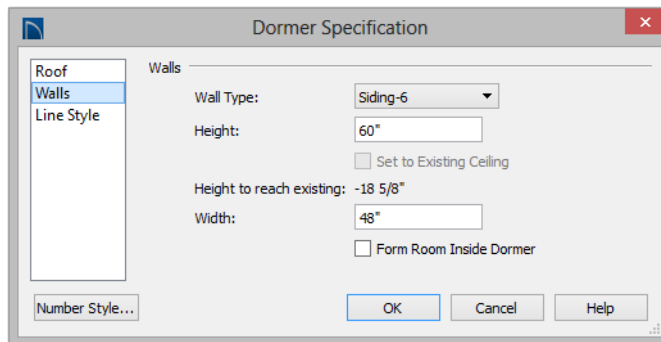 Dormer Specification
Roof
Walls
Line Style
Walls
Wall Type: Siding-6
Height: 60"
Set to Existing Ceiling
Height to reach existing: -18 5/8"
Width: 48"
Form Room Inside Dormer
Number Style... OK Cancel Help